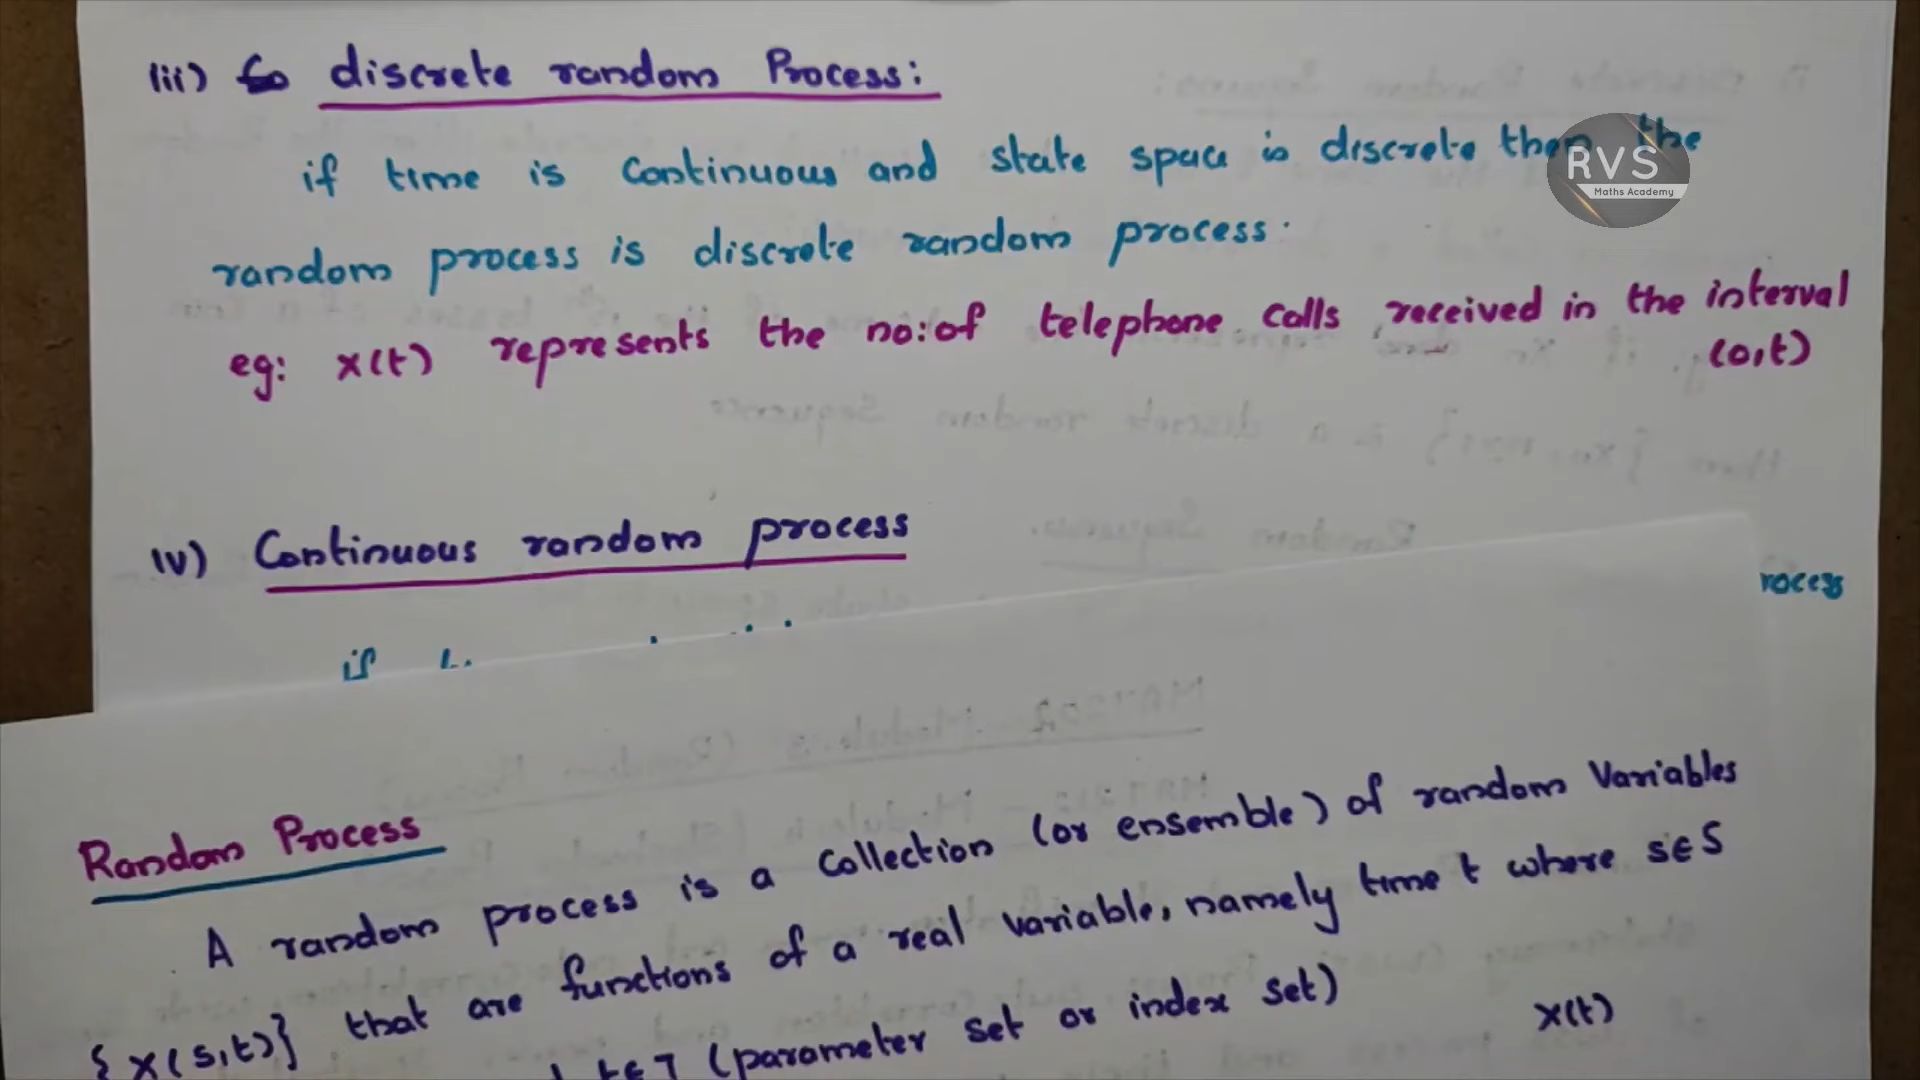 iii) discrete random Process:
if time is Continuous and state space is discrete then the
random process is discrete random process.
eg: x(t) represents the no:of telephone calls received in the interval
(0,t)
iv) Continuous random process
if
rocess
Random Process
A random process is a collection (or ensemble) of random Variables
{x(s,t)} that are functions of a real variable, namely time t where s∈S
t∈T (parameter set or index set)
x(t)
RVS
Maths Academy